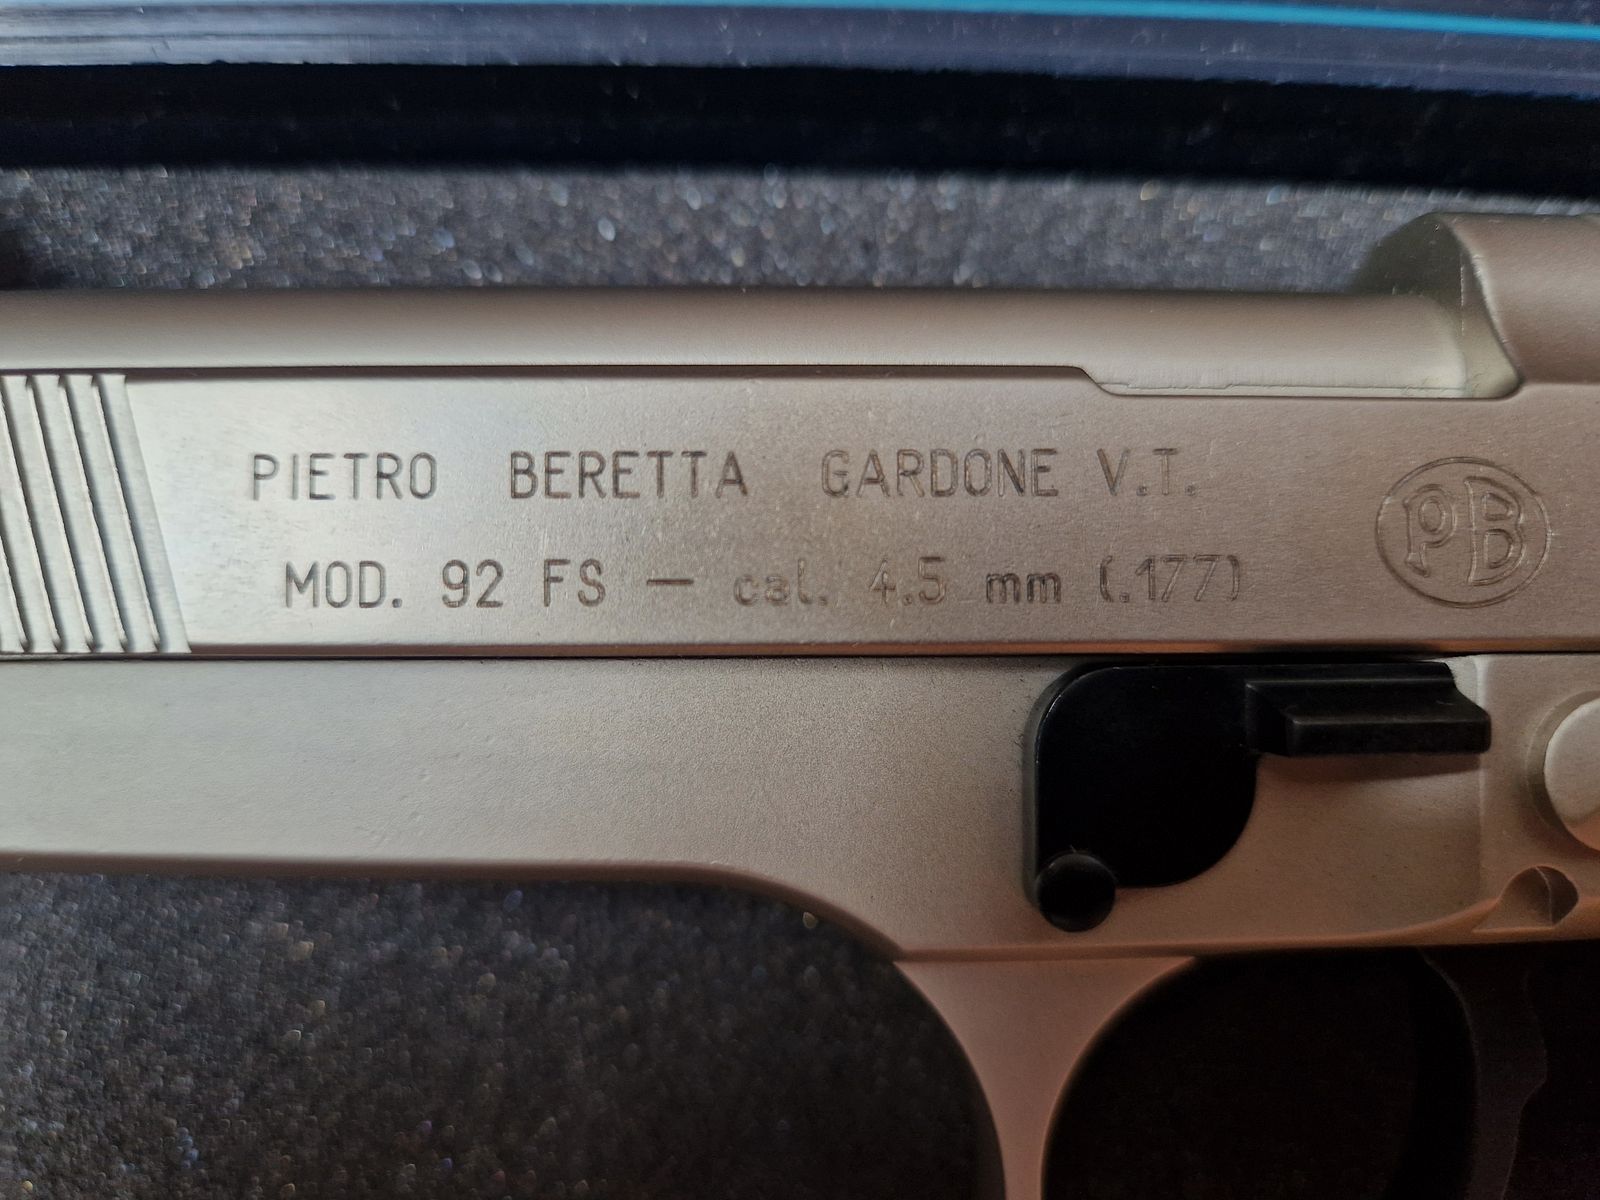 PIETRO BERETTA GARDONE V.T.
MOD. 92 FS — cal. 4.5 mm (.177)
PB